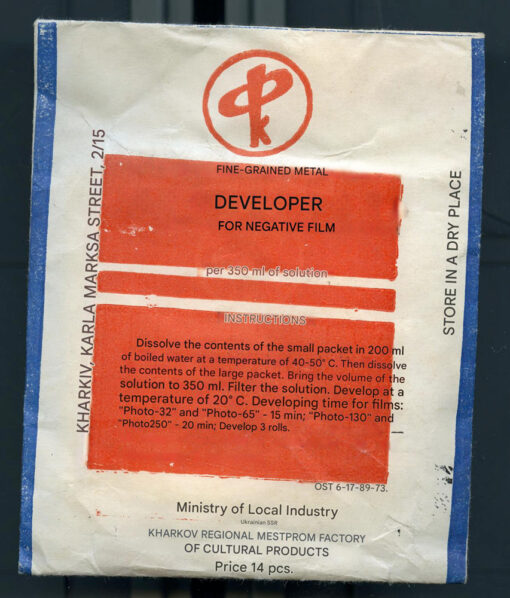 FINE-GRAINED METAL
DEVELOPER
FOR NEGATIVE FILM
per 350 ml of solution
INSTRUCTIONS
Dissolve the contents of the small packet in 200 ml
of boiled water at a temperature of 40-50° C. Then dissolve
the contents of the large packet. Bring the volume of the
solution to 350 ml. Filter the solution. Develop at a
temperature of 20° C. Developing time for films:
"Photo-32" and "Photo-65" - 15 min; "Photo-130" and
"Photo250" - 20 min; Develop 3 rolls.
OST 6-17-89-73.
Ministry of Local Industry
Ukrainian SSR
KHARKOV REGIONAL MESTPROM FACTORY
OF CULTURAL PRODUCTS
Price 14 pcs.
KHARKIV, KARLA MARKSA STREET, 2/15
STORE IN A DRY PLACE